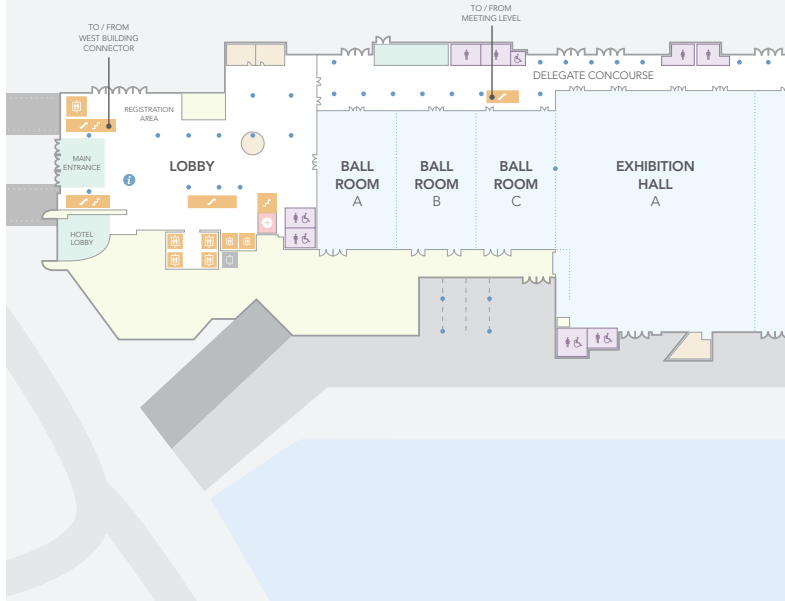 TO / FROM
WEST BUILDING
CONNECTOR
TO / FROM
MEETING LEVEL
DELEGATE CONCOURSE
REGISTRATION
AREA
MAIN
ENTRANCE
LOBBY
i
HOTEL
LOBBY
BALL
ROOM
A
BALL
ROOM
B
BALL
ROOM
C
EXHIBITION
HALL
A